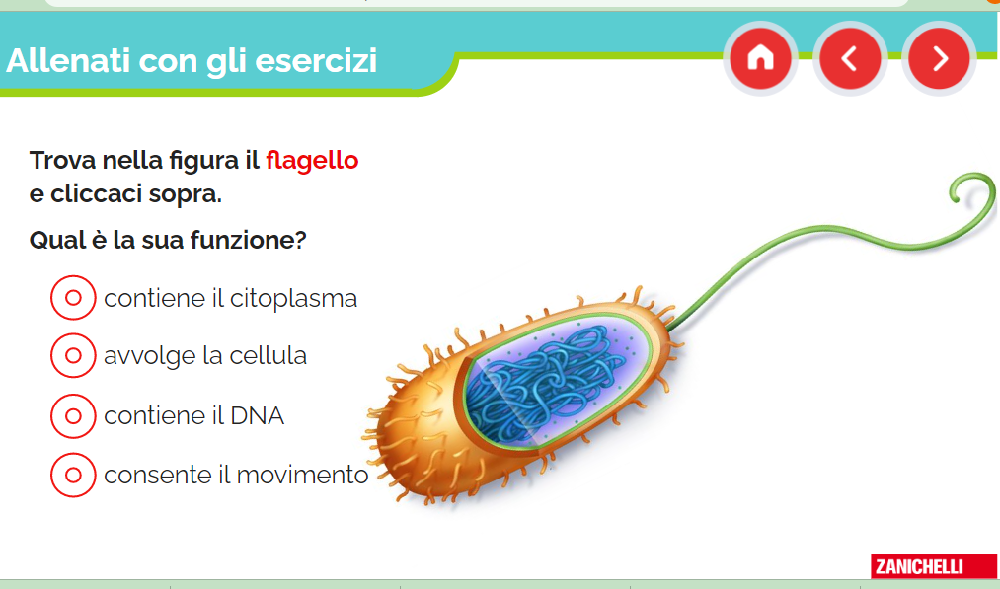 Allenati con gli esercizi
Trova nella figura il flagello
e cliccaci sopra.
Qual è la sua funzione?
contiene il citoplasma
avvolge la cellula
contiene il DNA
consente il movimento
ZANICHELLI